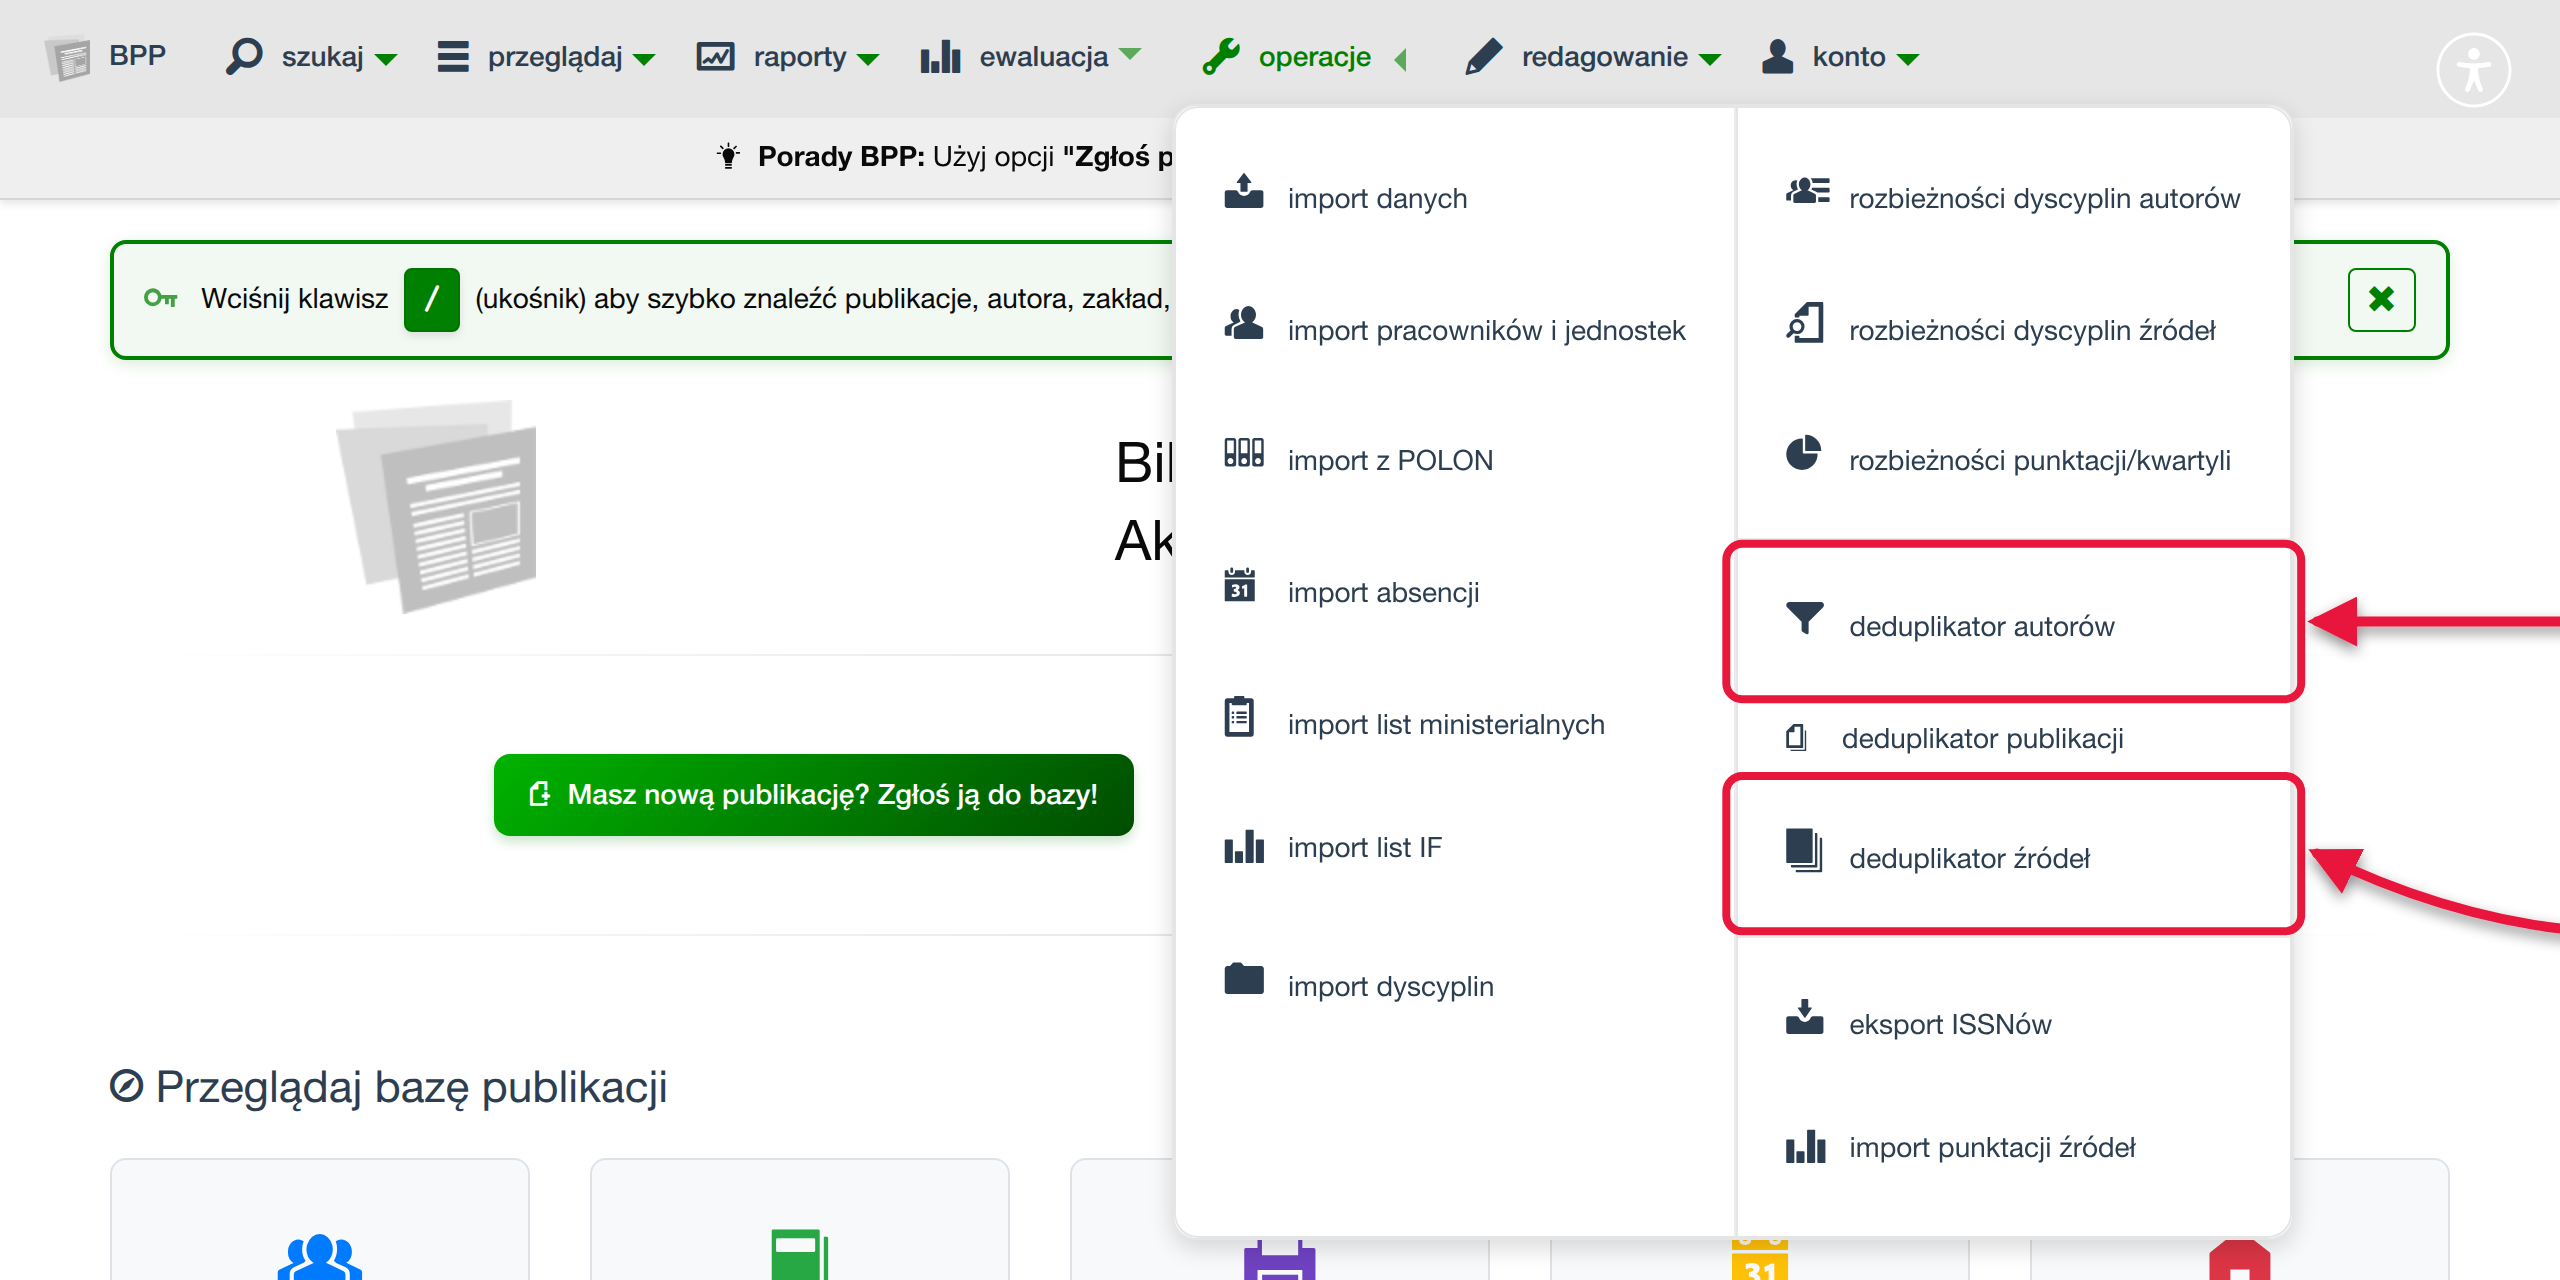 BPP
szukaj
przeglądaj
raporty
ewaluacja
operacje
redagowanie
konto
Porady BPP: Użyj opcji "Zgłoś p
Wciśnij klawisz / (ukośnik) aby szybko znaleźć publikacje, autora, zakład,
Bil
Ak
Masz nową publikację? Zgłoś ją do bazy!
Przeglądaj bazę publikacji
import danych
import pracowników i jednostek
import z POLON
31
import absencji
import list ministerialnych
import list IF
import dyscyplin
rozbieżności dyscyplin autorów
rozbieżności dyscyplin źródeł
rozbieżności punktacji/kwartyli
deduplikator autorów
deduplikator publikacji
deduplikator źródeł
eksport ISSNów
import punktacji źródeł
31